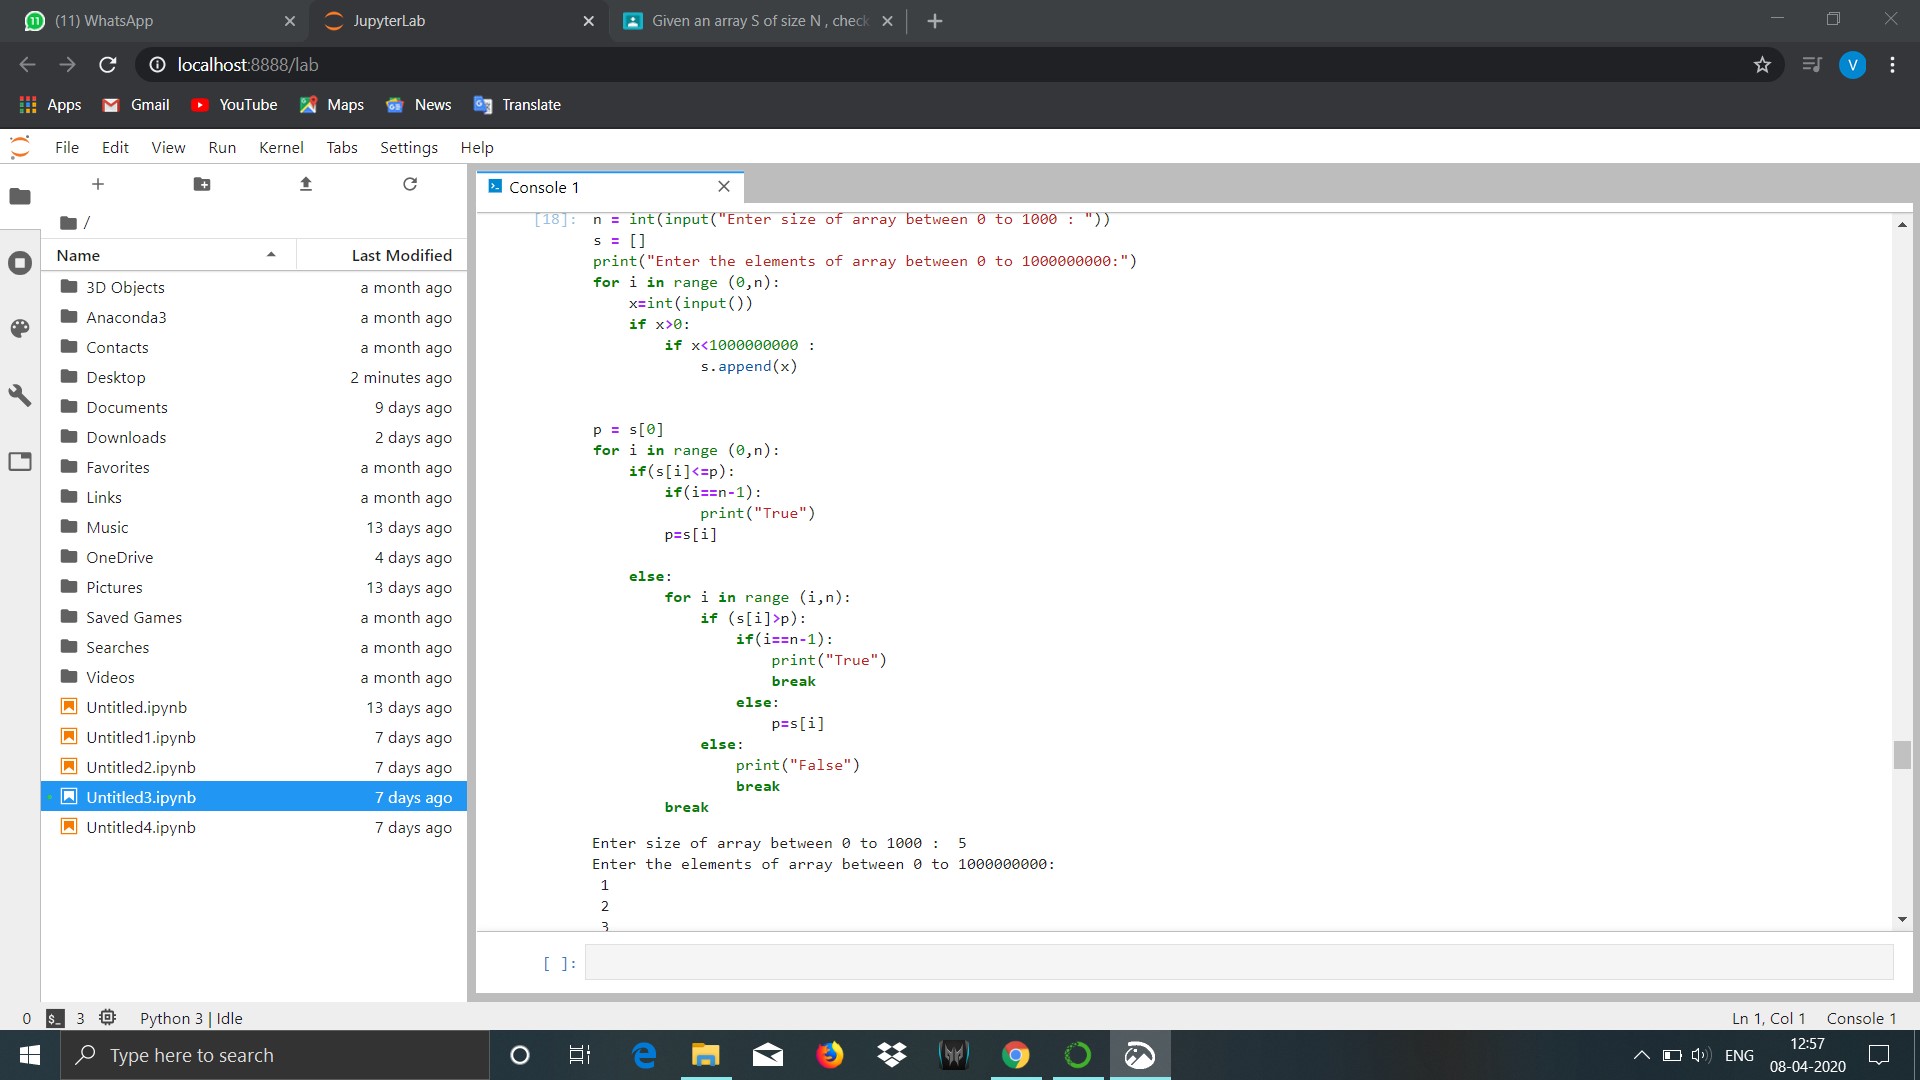 (11) WhatsApp
JupyterLab
Given an array S of size N , check
localhost:8888/lab
V
Apps
Gmail
YouTube
Maps
News
Translate
File Edit View Run Kernel Tabs Settings Help
Console 1
/
Name Last Modified
3D Objects a month ago
Anaconda3 a month ago
Contacts a month ago
Desktop 2 minutes ago
Documents 9 days ago
Downloads 2 days ago
Favorites a month ago
Links a month ago
Music 13 days ago
OneDrive 4 days ago
Pictures 13 days ago
Saved Games a month ago
Searches a month ago
Videos a month ago
Untitled.ipynb 13 days ago
Untitled1.ipynb 7 days ago
Untitled2.ipynb 7 days ago
Untitled3.ipynb 7 days ago
Untitled4.ipynb 7 days ago
[18]: n = int(input("Enter size of array between 0 to 1000 : "))
s = []
print("Enter the elements of array between 0 to 1000000000:")
for i in range (0,n):
    x=int(input())
    if x>0:
        if x<1000000000 :
            s.append(x)
p = s[0]
for i in range (0,n):
    if(s[i]<=p):
        if(i==n-1):
            print("True")
        p=s[i]
    else:
        for i in range (i,n):
            if (s[i]>p):
                if(i==n-1):
                    print("True")
                    break
                else:
                    p=s[i]
            else:
                print("False")
                break
        break
Enter size of array between 0 to 1000 :  5
Enter the elements of array between 0 to 1000000000:
1
2
3
[ ]:
0 $_ 3 Python 3 | Idle
Ln 1, Col 1 Console 1
Type here to search
ENG
12:57
08-04-2020